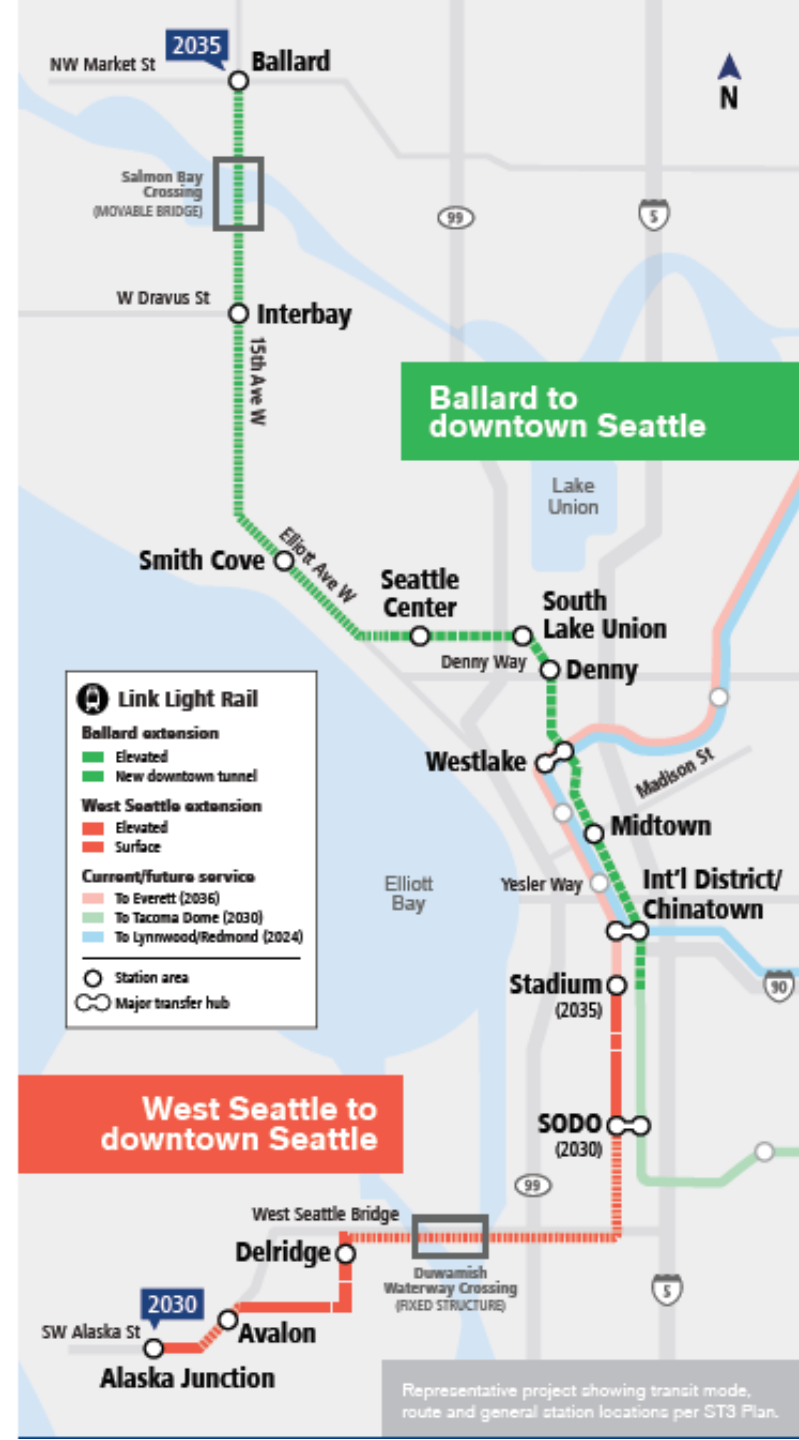 2035
Ballard
NW Market St
N
Salmon Bay
Crossing
(MOVABLE BRIDGE)
99
5
W Dravus St
Interbay
15th Ave W
Ballard to
downtown Seattle
Lake
Union
Smith Cove
Elliott Ave W
Seattle
Center
South
Lake Union
Denny Way
Denny
Link Light Rail
Ballard extension
Elevated
New downtown tunnel
West Seattle extension
Elevated
Surface
Current/future service
To Everett (2036)
To Tacoma Dome (2030)
To Lynnwood/Redmond (2024)
Station area
Major transfer hub
Westlake
Madison St
Midtown
Elliott
Bay
Yesler Way
Int'l District/
Chinatown
Stadium
(2035)
90
West Seattle to
downtown Seattle
SODO
(2030)
99
West Seattle Bridge
Delridge
Duwamish
Waterway Crossing
(FIXED STRUCTURE)
5
2030
SW Alaska St
Avalon
Alaska Junction
Representative project showing transit mode,
route and general station locations per ST3 Plan.